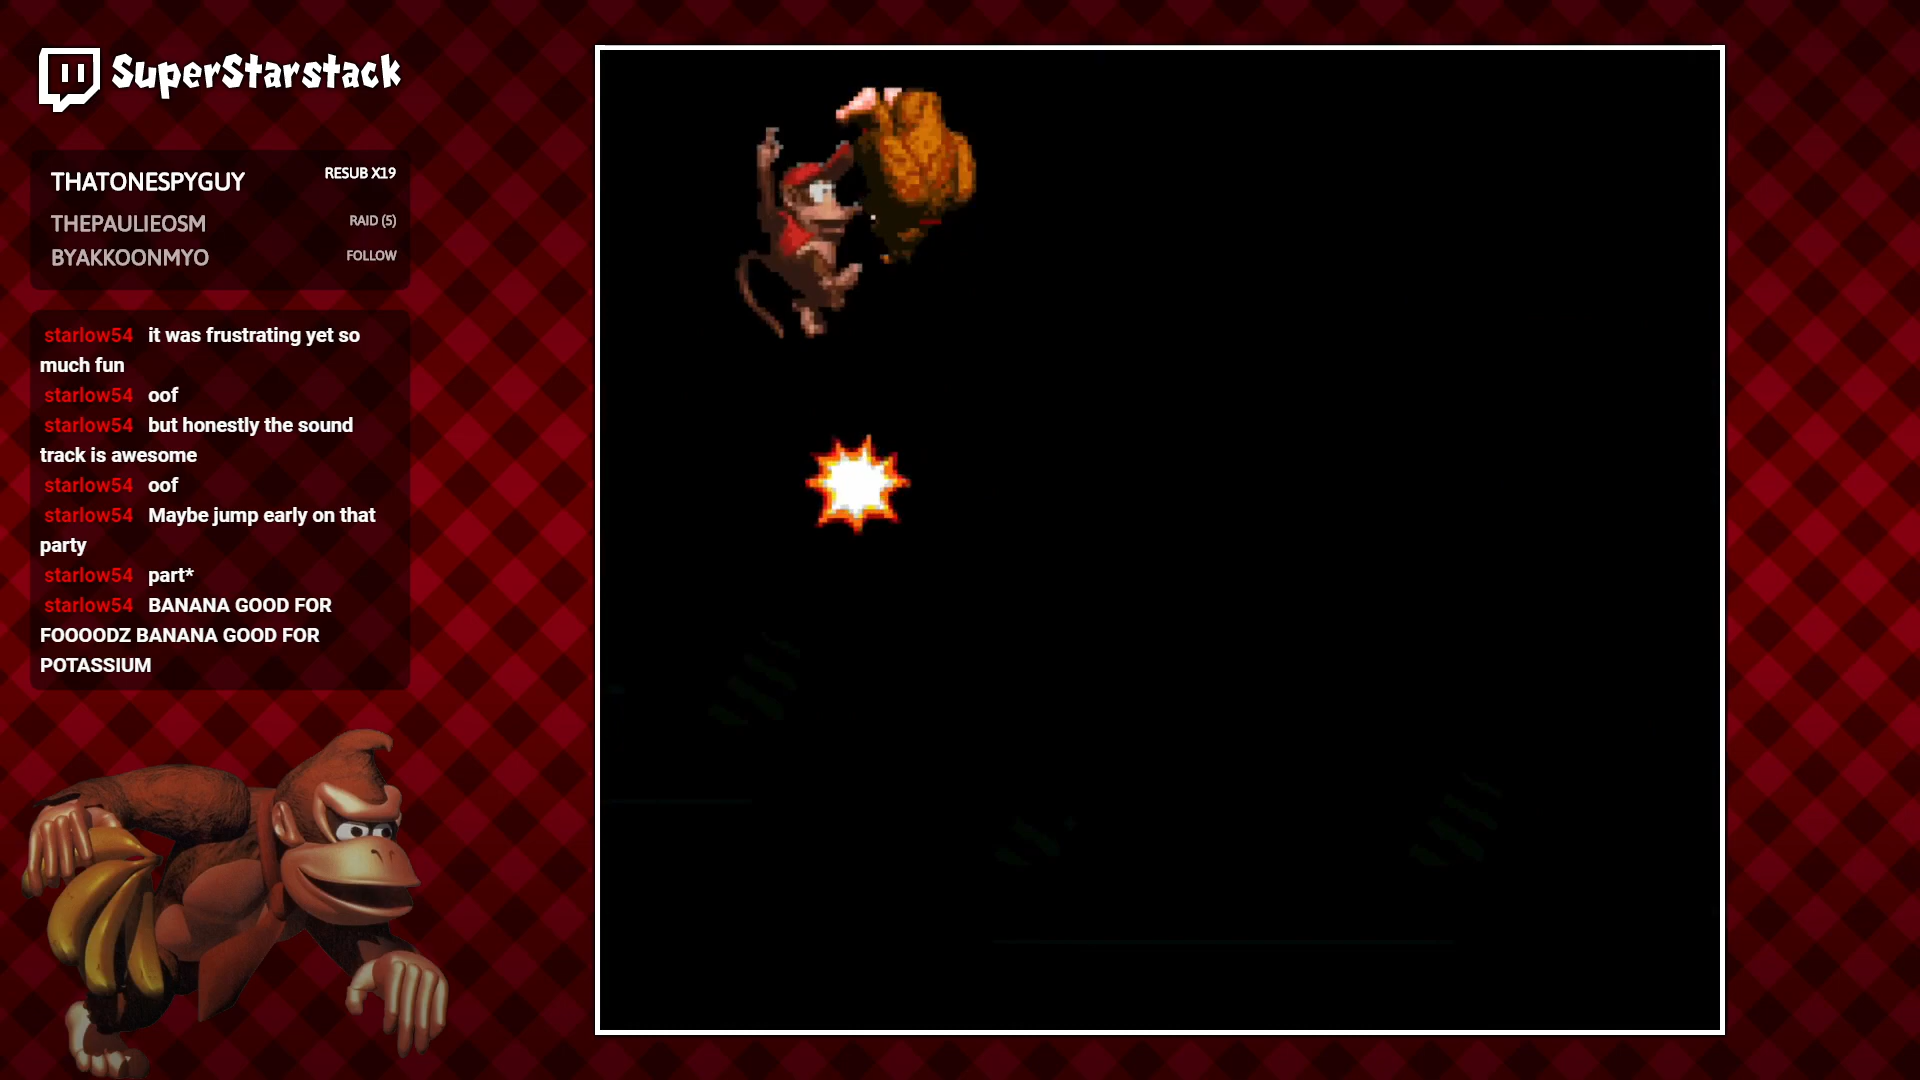 SuperStarstack
THATONESPYGUY RESUB X19
THEPAULIEOSM RAID (5)
BYAKKOONMYO FOLLOW
starlow54 it was frustrating yet so
much fun
starlow54 oof
starlow54 but honestly the sound
track is awesome
starlow54 oof
starlow54 Maybe jump early on that
party
starlow54 part*
starlow54 BANANA GOOD FOR
FOOOODZ BANANA GOOD FOR
POTASSIUM